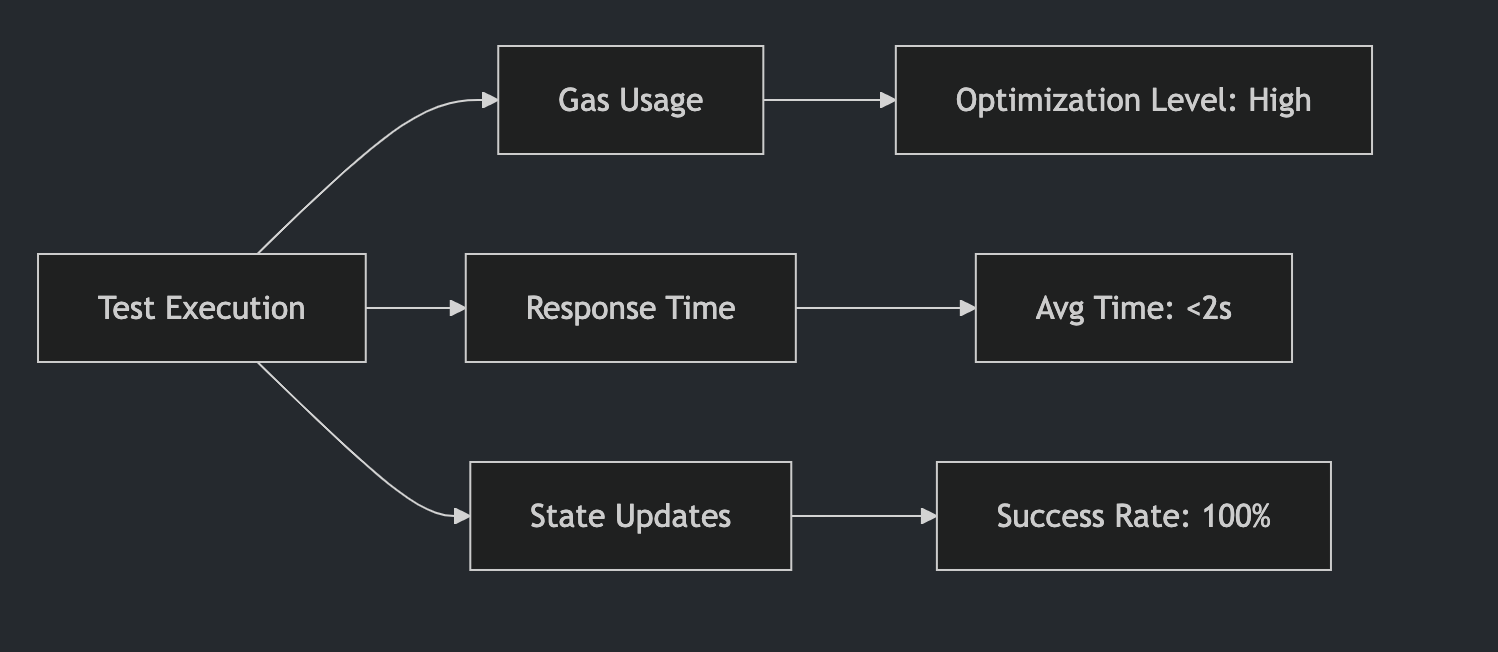 Gas Usage
Optimization Level: High
Test Execution
Response Time
Avg Time: <2s
State Updates
Success Rate: 100%